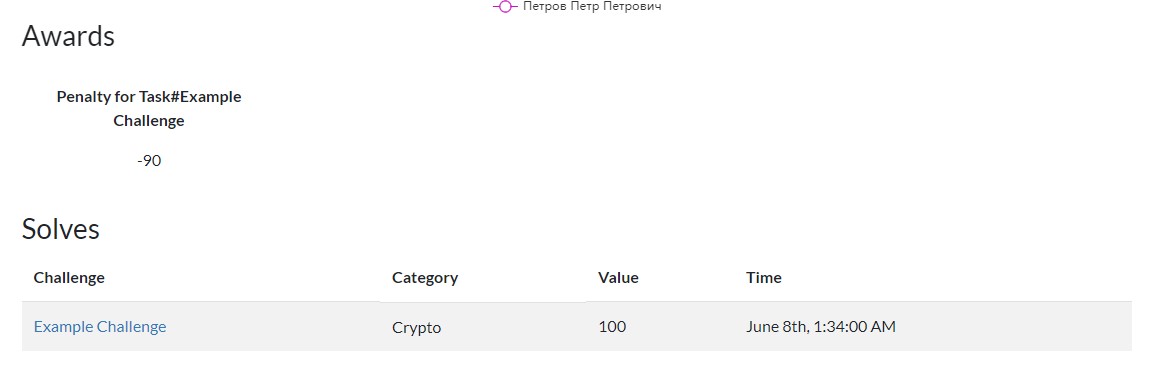 Петров Петр Петрович
Awards
Penalty for Task#Example
Challenge
-90
Solves
Challenge Category Value Time
Example Challenge Crypto 100 June 8th, 1:34:00 AM